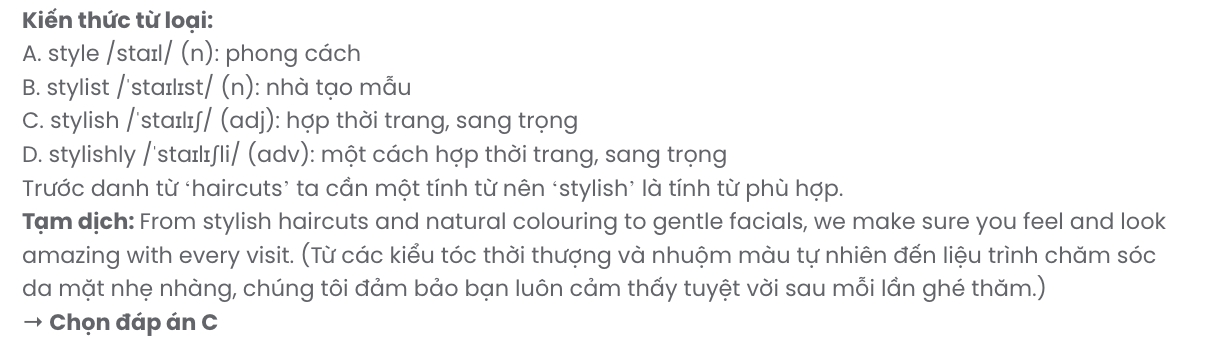 Kiến thức từ loại:
A. style /staɪl/ (n): phong cách
B. stylist /ˈstaɪlɪst/ (n): nhà tạo mẫu
C. stylish /ˈstaɪlɪʃ/ (adj): hợp thời trang, sang trọng
D. stylishly /ˈstaɪlɪʃli/ (adv): một cách hợp thời trang, sang trọng
Trước danh từ ‘haircuts’ ta cần một tính từ nên ‘stylish’ là tính từ phù hợp.
Tạm dịch: From stylish haircuts and natural colouring to gentle facials, we make sure you feel and look
amazing with every visit. (Từ các kiểu tóc thời thượng và nhuộm màu tự nhiên đến liệu trình chăm sóc
da mặt nhẹ nhàng, chúng tôi đảm bảo bạn luôn cảm thấy tuyệt vời sau mỗi lần ghé thăm.)
→ Chọn đáp án C